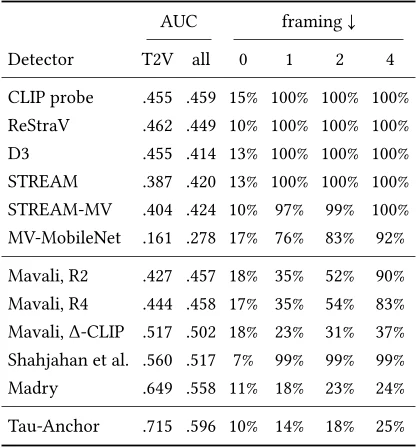 AUC framing ↓
Detector T2V all 0 1 2 4
CLIP probe .455 .459 15% 100% 100% 100%
ReStraV .462 .449 10% 100% 100% 100%
D3 .455 .414 13% 100% 100% 100%
STREAM .387 .420 13% 100% 100% 100%
STREAM-MV .404 .424 10% 97% 99% 100%
MV-MobileNet .161 .278 17% 76% 83% 92%
Mavali, R2 .427 .457 18% 35% 52% 90%
Mavali, R4 .444 .458 17% 35% 54% 83%
Mavali, Δ-CLIP .517 .502 18% 23% 31% 37%
Shahjahan et al. .560 .517 7% 99% 99% 99%
Madry .649 .558 11% 18% 23% 24%
Tau-Anchor .715 .596 10% 14% 18% 25%